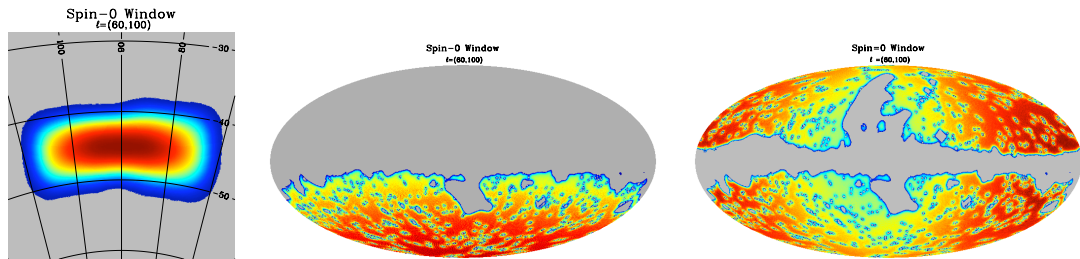 Spin-0 Window
ℓ=(60,100)
100
90
80
-30
-40
-50
Spin-0 Window
ℓ=(60,100)
Spin=0 Window
ℓ =(60,100)